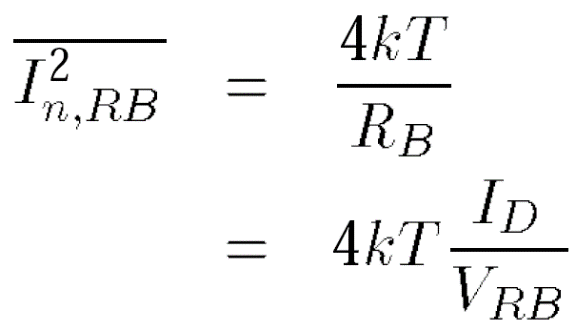 $\overline{I_{n,RB}^{2}} = \frac{4kT}{R_B}$
$= 4kT \frac{I_D}{V_{RB}}$